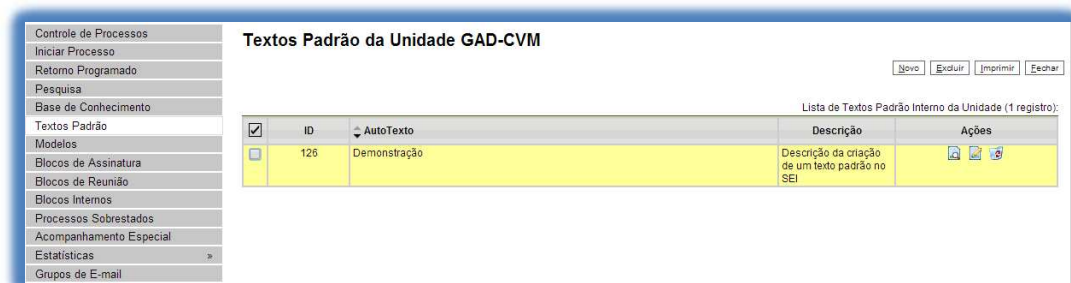 Controle de Processos
Iniciar Processo
Retorno Programado
Pesquisa
Base de Conhecimento
Textos Padrão
Modelos
Blocos de Assinatura
Blocos de Reunião
Blocos Internos
Processos Sobrestados
Acompanhamento Especial
Estatísticas »
Grupos de E-mail
Textos Padrão da Unidade GAD-CVM
Novo Excluir Imprimir Fechar
Lista de Textos Padrão Interno da Unidade (1 registro):
ID AutoTexto Descrição Ações
126 Demonstração Descrição da criação
de um texto padrão no
SEI